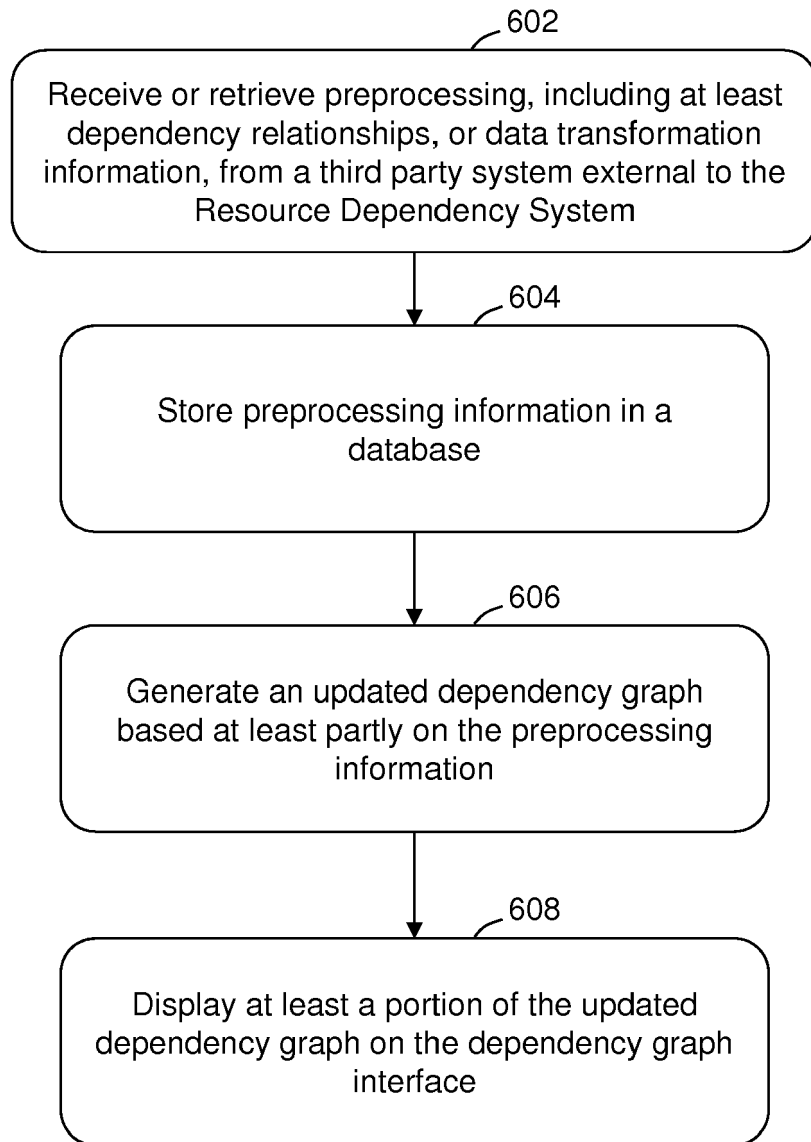 602
Receive or retrieve preprocessing, including at least
dependency relationships, or data transformation
information, from a third party system external to the
Resource Dependency System
604
Store preprocessing information in a
database
606
Generate an updated dependency graph
based at least partly on the preprocessing
information
608
Display at least a portion of the updated
dependency graph on the dependency graph
interface